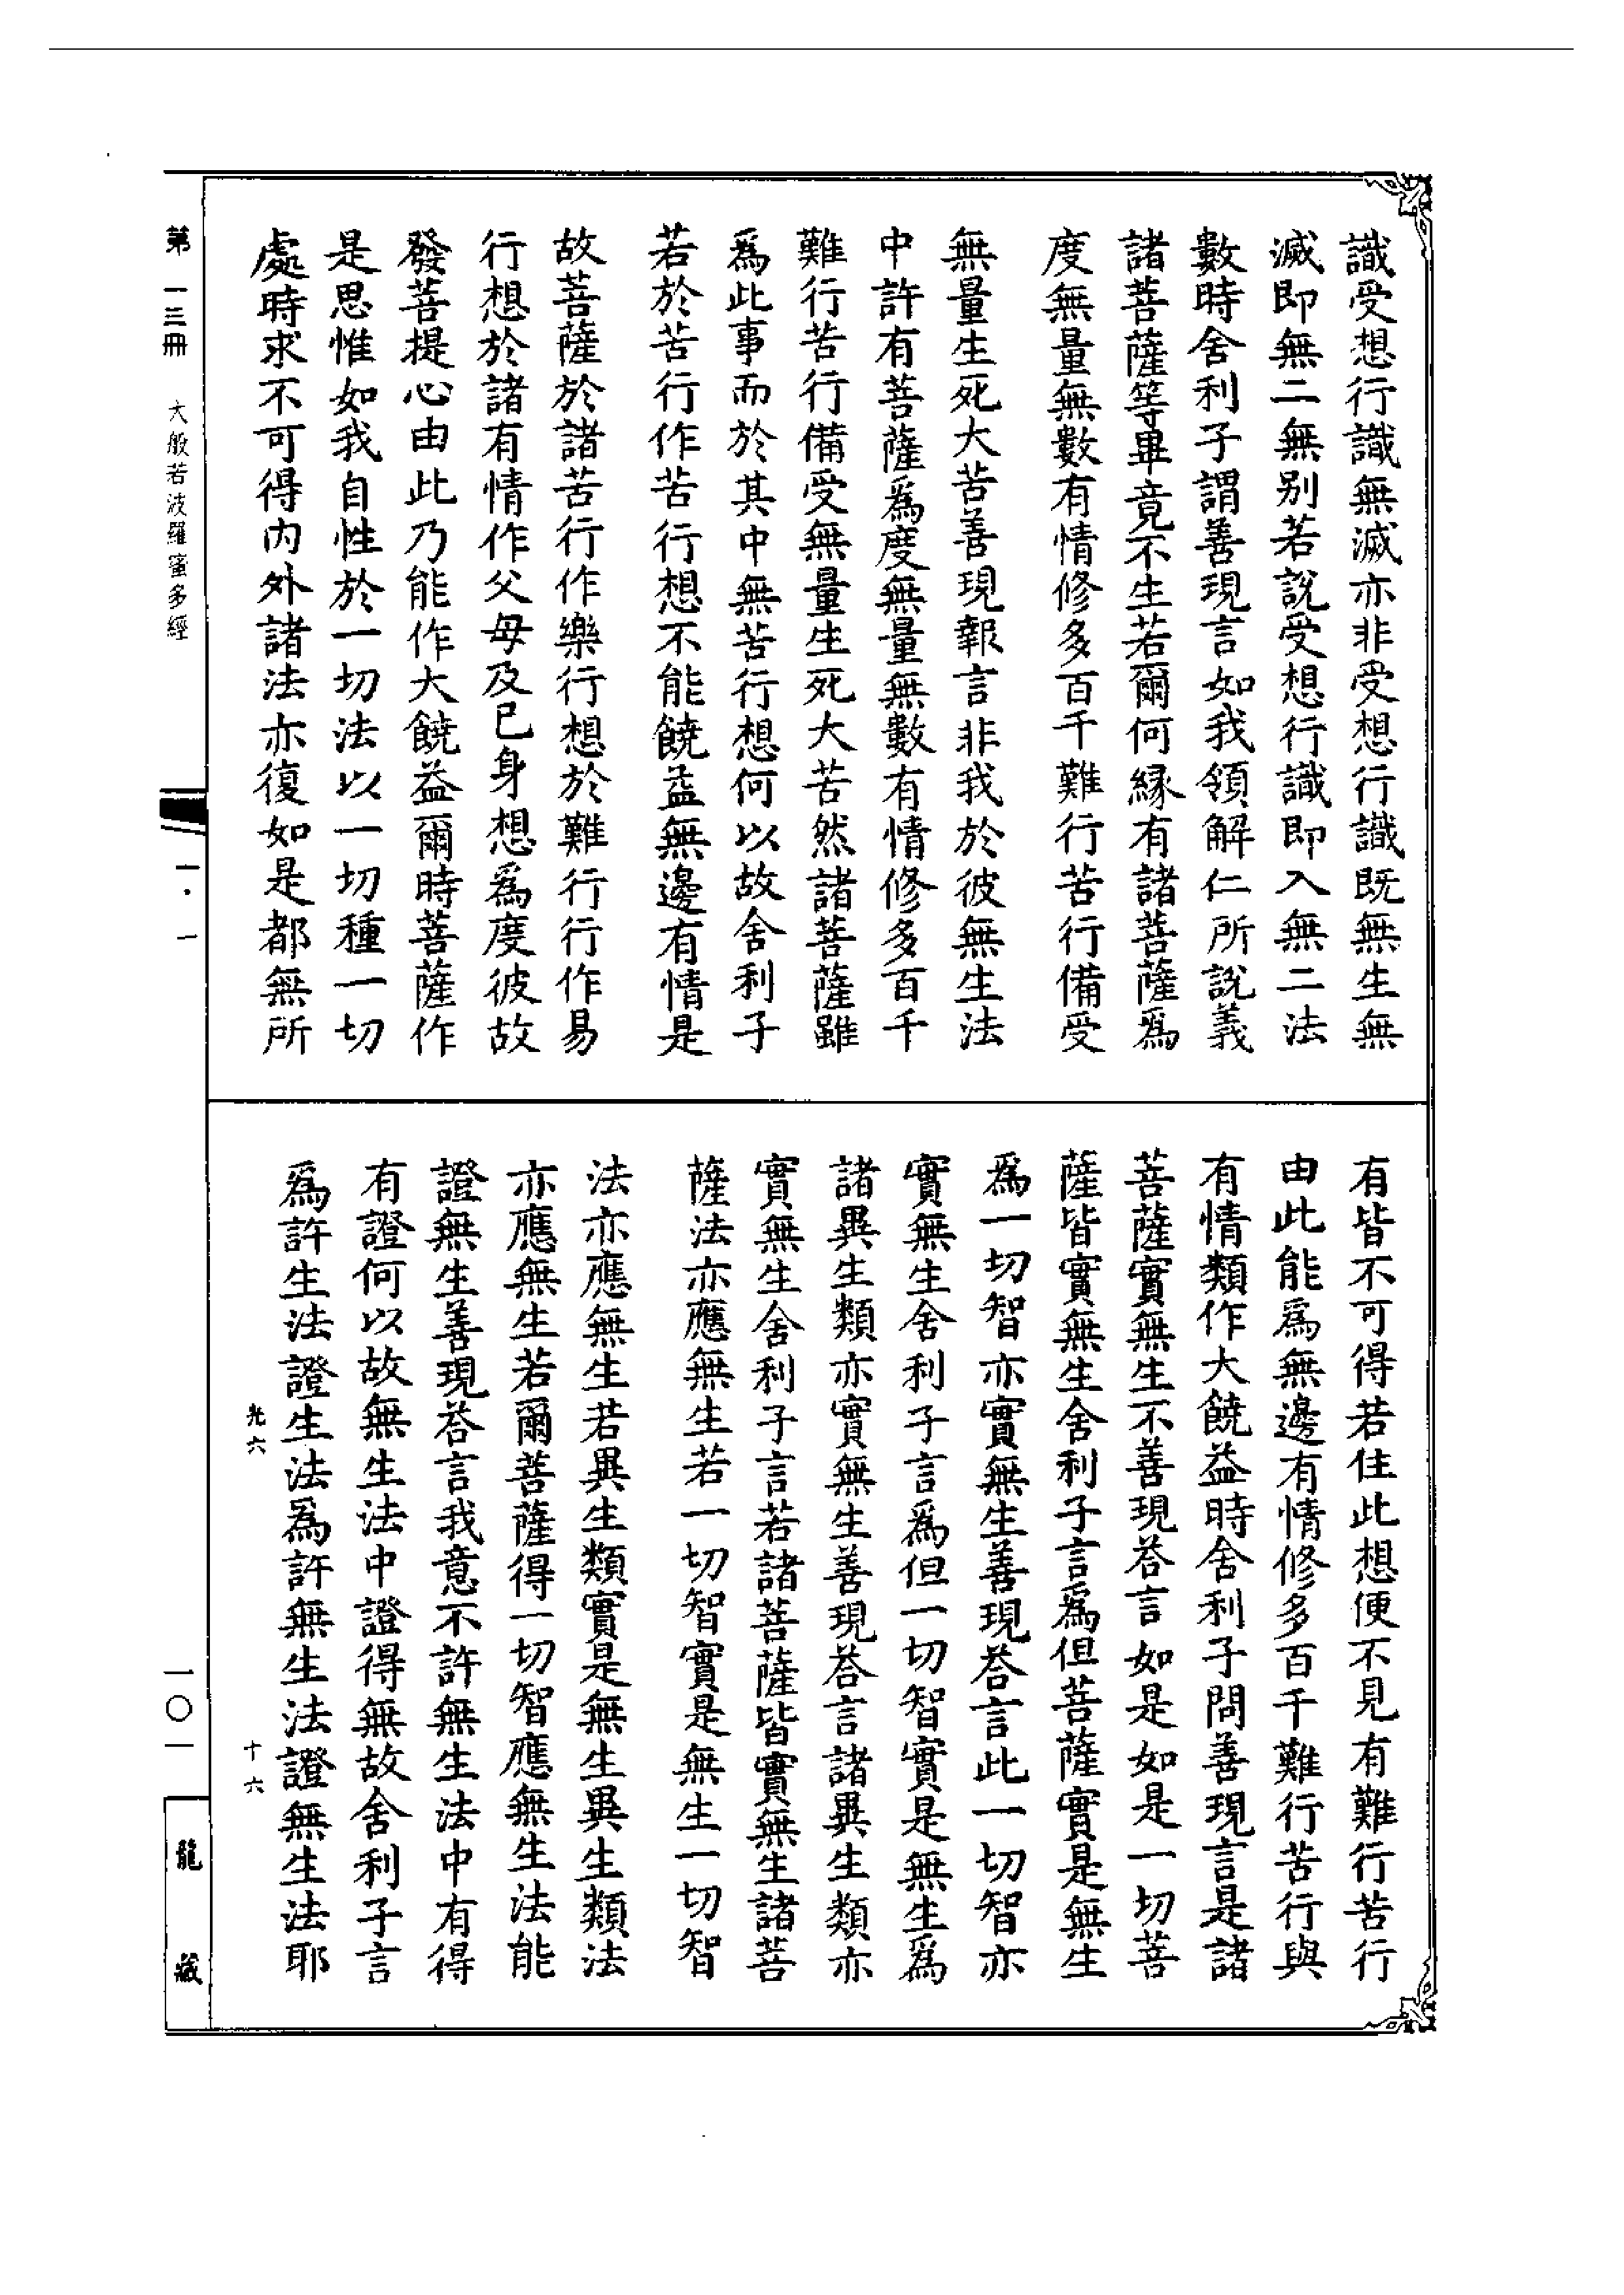 識受想行識無滅亦非受想行識既無生無
滅即無二無别若說受想行識即入無二法
數時舍利子謂善現言如我領解仁所說義
諸菩薩等畢竟不生若爾何緣有諸菩薩爲
度無量無數有情修多百千難行苦行備受
無量生死大苦善現報言非我於彼無生法
中許有菩薩爲度無量無數有情修多百千
難行苦行備受無量生死大苦然諸菩薩雖
爲此事而於其中無苦行想何以故舍利子
若於苦行作苦行想不能饒益無邊有情是
故菩薩於諸苦行作樂行想於難行行作易
行想於諸有情作父母及已身想爲度彼故
發菩提心由此乃能作大饒益爾時菩薩作
是思惟如我自性於一切法以一切種一切
處時求不可得内外諸法亦復如是都無所
有皆不可得若住此想便不見有難行苦行
由此能爲無邊有情修多百千難行苦行與
有情類作大饒益時舍利子問善現言是諸
菩薩實無生不善現荅言如是如是一切菩
薩皆實無生舍利子言爲但菩薩實是無生
爲一切智亦實無生善現荅言此一切智亦
實無生舍利子言爲但一切智實是無生爲
諸異生類亦實無生善現荅言諸異生類亦
實無生舍利子言若諸菩薩皆實無生諸菩
薩法亦應無生若一切智實是無生一切智
法亦應無生若異生類實是無生異生類法
亦應無生若爾菩薩得一切智應無生法能
證無生善現荅言我意不許無生法中有得
有證何以故無生法中證得無故舍利子言
爲許生法證生法爲許無生法證無生法耶
光六
十六
第一三冊 大般若波羅蜜多經
一·一
一〇一
龍藏